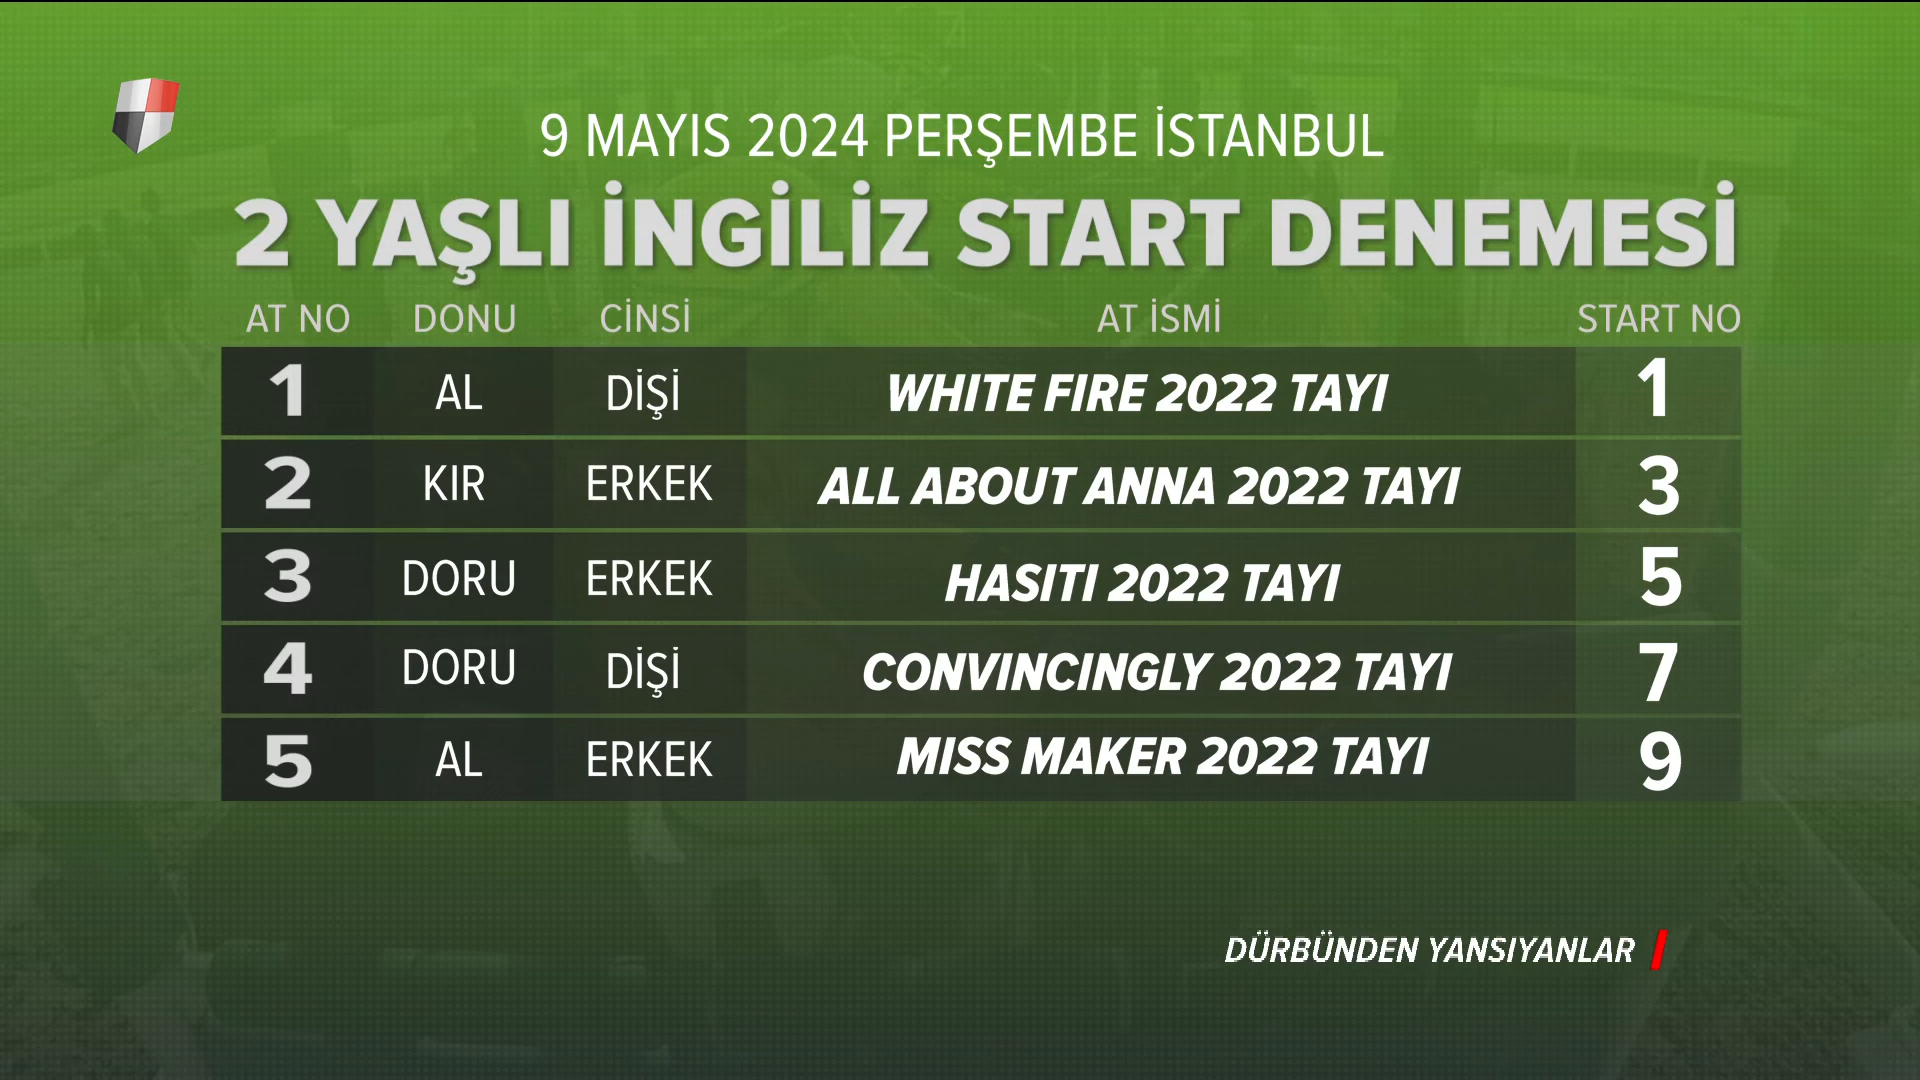 9 MAYIS 2024 PERŞEMBE İSTANBUL
2 YAŞLI İNGİLİZ START DENEMESİ
AT NO DONU CİNSİ AT İSMİ START NO
1 AL DİŞİ WHITE FIRE 2022 TAYI 1
2 KIR ERKEK ALL ABOUT ANNA 2022 TAYI 3
3 DORU ERKEK HASITI 2022 TAYI 5
4 DORU DİŞİ CONVINCINGLY 2022 TAYI 7
5 AL ERKEK MISS MAKER 2022 TAYI 9
DÜRBÜNDEN YANSIYANLAR